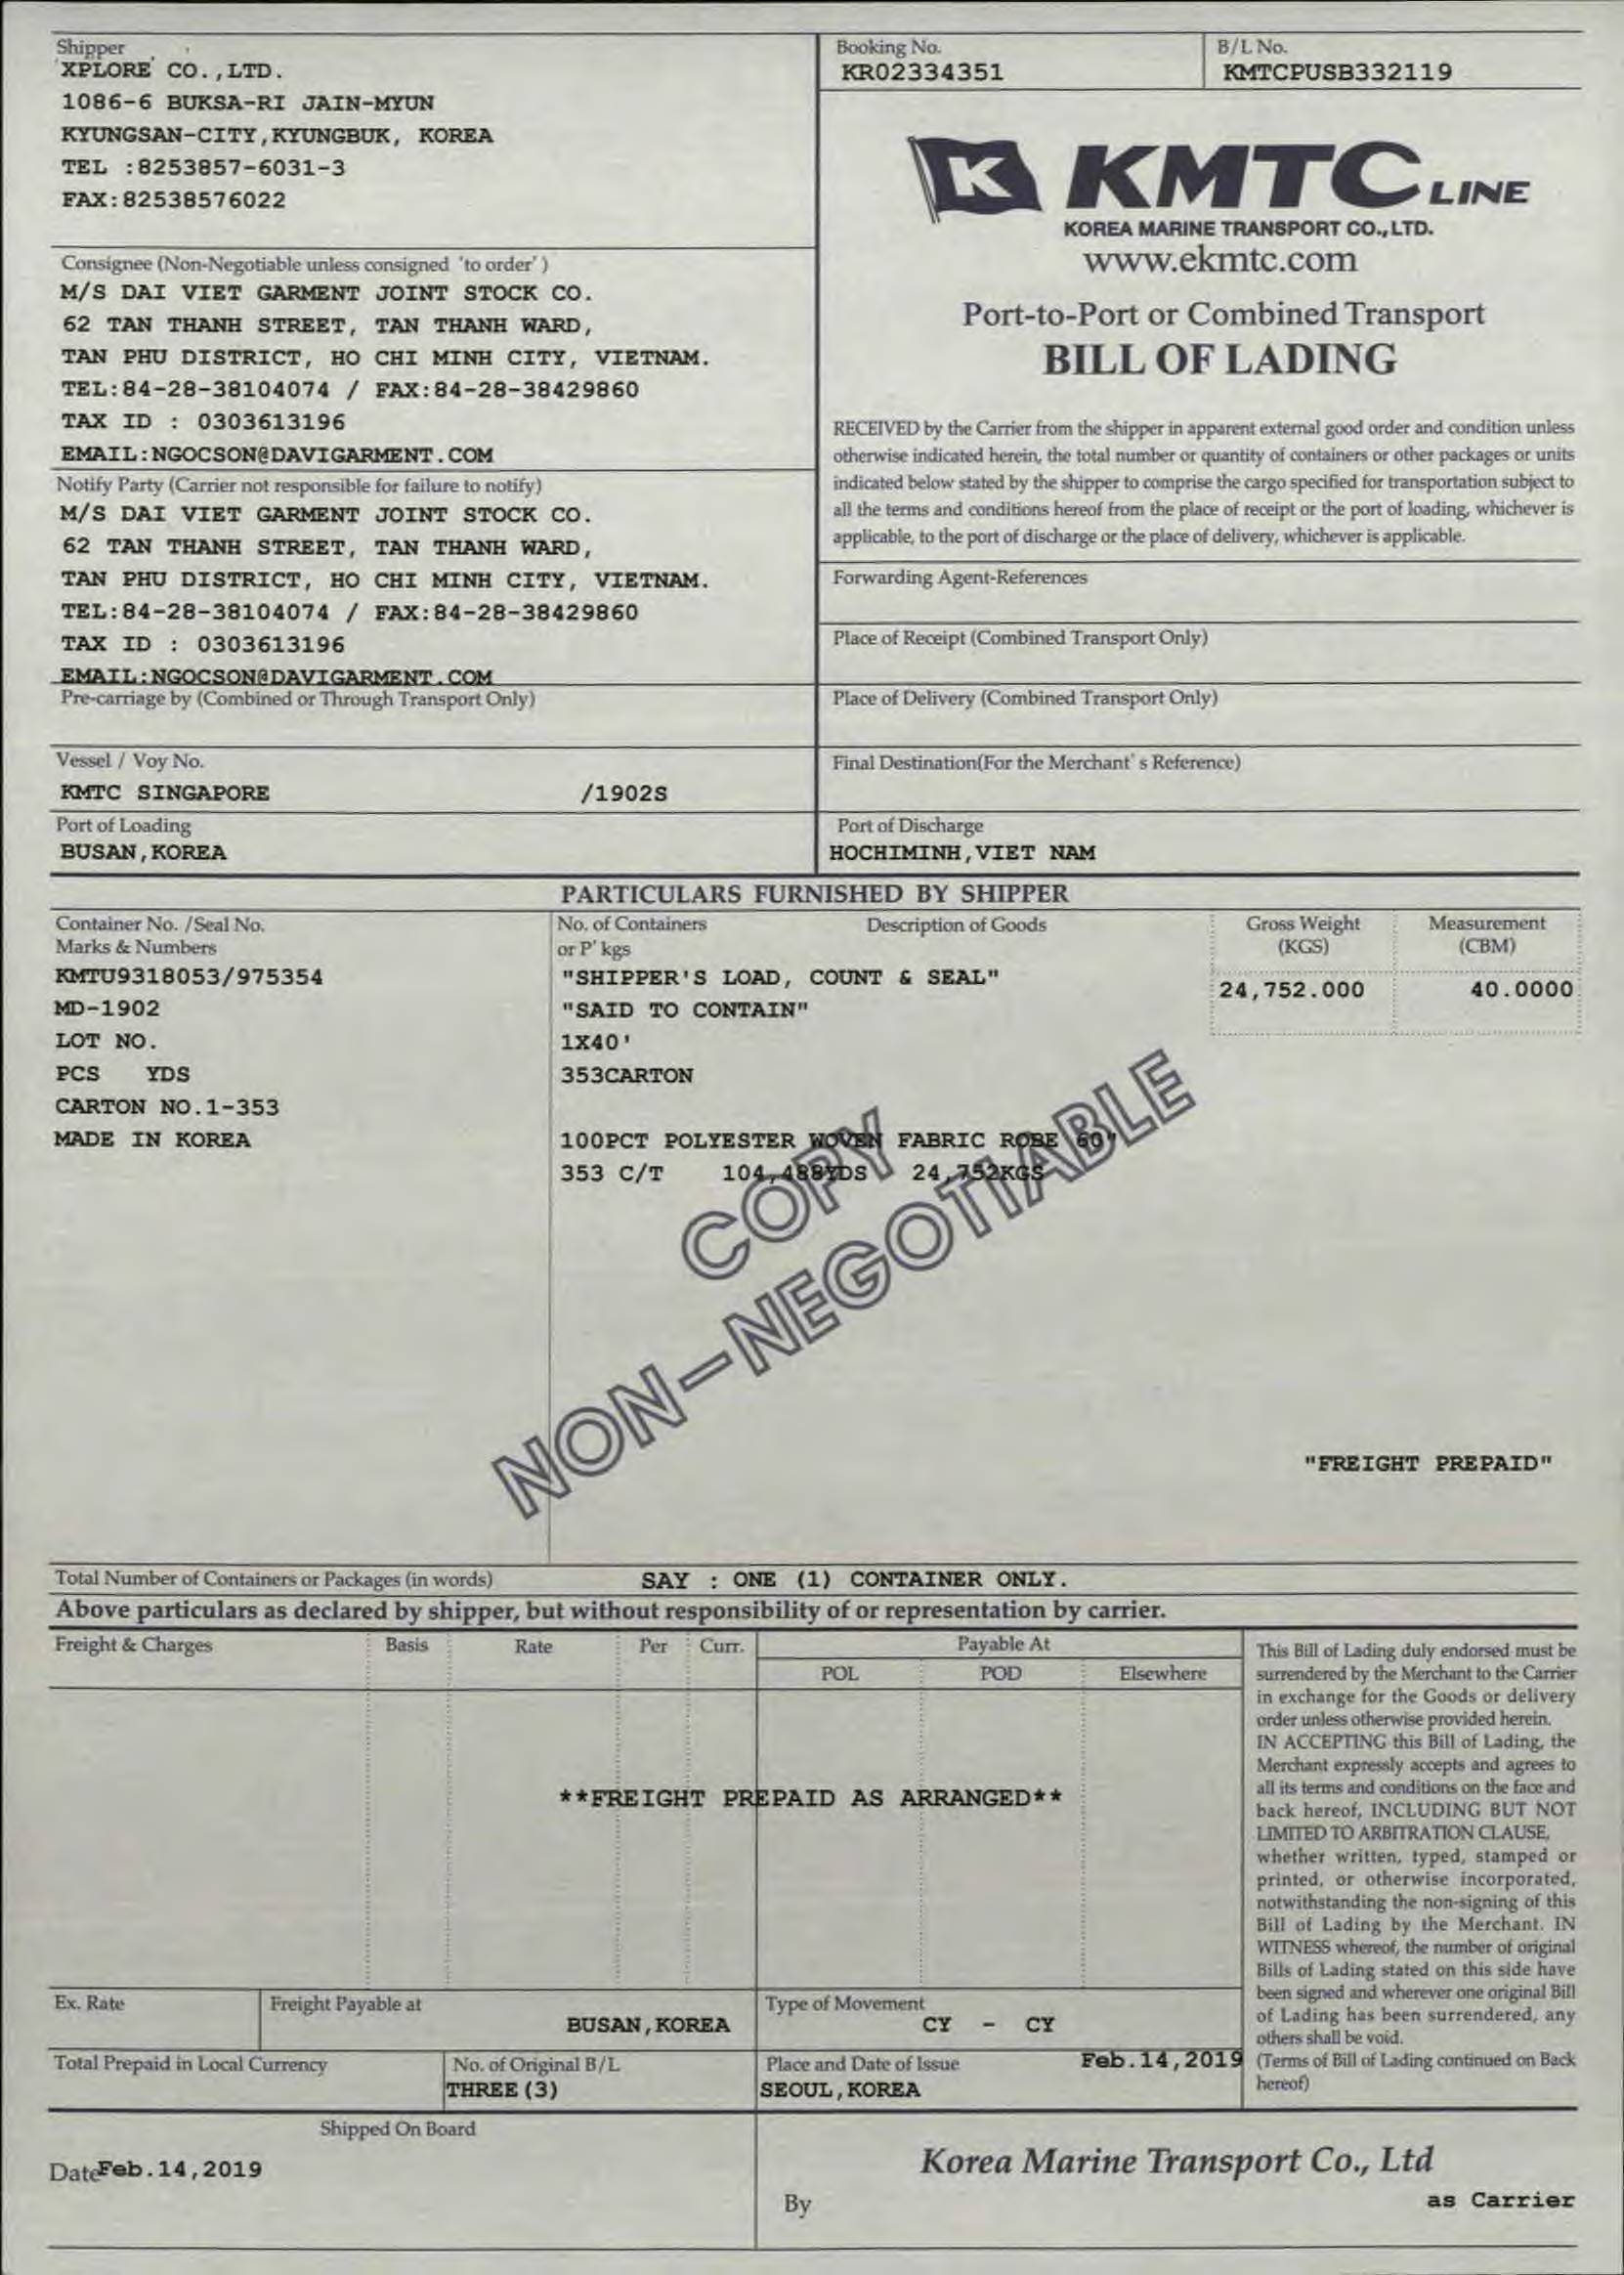 Shipper
XPLORE CO.,LTD.
1086-6 BUKSA-RI JAIN-MYUN
KYUNGSAN-CITY,KYUNGBUK, KOREA
TEL :8253857-6031-3
FAX:82538576022
Booking No.
KR02334351
B/L No.
KMTCPUSB332119
K KMTC LINE
KOREA MARINE TRANSPORT CO.,LTD.
www.ekmtc.com
Port-to-Port or Combined Transport
BILL OF LADING
Consignee (Non-Negotiable unless consigned 'to order')
M/S DAI VIET GARMENT JOINT STOCK CO.
62 TAN THANH STREET, TAN THANH WARD,
TAN PHU DISTRICT, HO CHI MINH CITY, VIETNAM.
TEL:84-28-38104074 / FAX:84-28-38429860
TAX ID : 0303613196
EMAIL:NGOCSON@DAVIGARMENT.COM
RECEIVED by the Carrier from the shipper in apparent external good order and condition unless
otherwise indicated herein, the total number or quantity of containers or other packages or units
indicated below stated by the shipper to comprise the cargo specified for transportation subject to
all the terms and conditions hereof from the place of receipt or the port of loading, whichever is
applicable, to the port of discharge or the place of delivery, whichever is applicable.
Notify Party (Carrier not responsible for failure to notify)
M/S DAI VIET GARMENT JOINT STOCK CO.
62 TAN THANH STREET, TAN THANH WARD,
TAN PHU DISTRICT, HO CHI MINH CITY, VIETNAM.
TEL:84-28-38104074 / FAX:84-28-38429860
TAX ID : 0303613196
EMAIL:NGOCSON@DAVIGARMENT.COM
Forwarding Agent-References
Place of Receipt (Combined Transport Only)
Pre-carriage by (Combined or Through Transport Only)
Place of Delivery (Combined Transport Only)
Vessel / Voy No.
KMTC SINGAPORE /1902S
Final Destination(For the Merchant's Reference)
Port of Loading
BUSAN,KOREA
Port of Discharge
HOCHIMINH,VIET NAM
PARTICULARS FURNISHED BY SHIPPER
Container No. /Seal No.
Marks & Numbers
No. of Containers
or P'kgs
Description of Goods
Gross Weight
(KGS)
Measurement
(CBM)
KMTU9318053/975354
MD-1902
LOT NO.
PCS YDS
CARTON NO.1-353
MADE IN KOREA
"SHIPPER'S LOAD, COUNT & SEAL"
"SAID TO CONTAIN"
1X40'
353CARTON
100PCT POLYESTER WOVEN FABRIC ROBE 60"
353 C/T 104,488YDS 24,752KGS
24,752.000
40.0000
COPY
NON-NEGOTIABLE
"FREIGHT PREPAID"
Total Number of Containers or Packages (in words) SAY : ONE (1) CONTAINER ONLY.
Above particulars as declared by shipper, but without responsibility of or representation by carrier.
Freight & Charges Basis Rate Per Curr. Payable At
POL POD Elsewhere
**FREIGHT PREPAID AS ARRANGED**
This Bill of Lading duly endorsed must be
surrendered by the Merchant to the Carrier
in exchange for the Goods or delivery
order unless otherwise provided herein.
IN ACCEPTING this Bill of Lading, the
Merchant expressly accepts and agrees to
all its terms and conditions on the face and
back hereof, INCLUDING BUT NOT
LIMITED TO ARBITRATION CLAUSE,
whether written, typed, stamped or
printed, or otherwise incorporated,
notwithstanding the non-signing of this
Bill of Lading by the Merchant. IN
WITNESS whereof, the number of original
Bills of Lading stated on this side have
been signed and wherever one original Bill
of Lading has been surrendered, any
others shall be void.
(Terms of Bill of Lading continued on Back
hereof)
Ex. Rate
Freight Payable at
BUSAN,KOREA
Type of Movement
CY - CY
Total Prepaid in Local Currency
No. of Original B/L
THREE(3)
Place and Date of Issue Feb.14,2019
SEOUL,KOREA
Shipped On Board
Date Feb.14,2019
Korea Marine Transport Co., Ltd
as Carrier
By